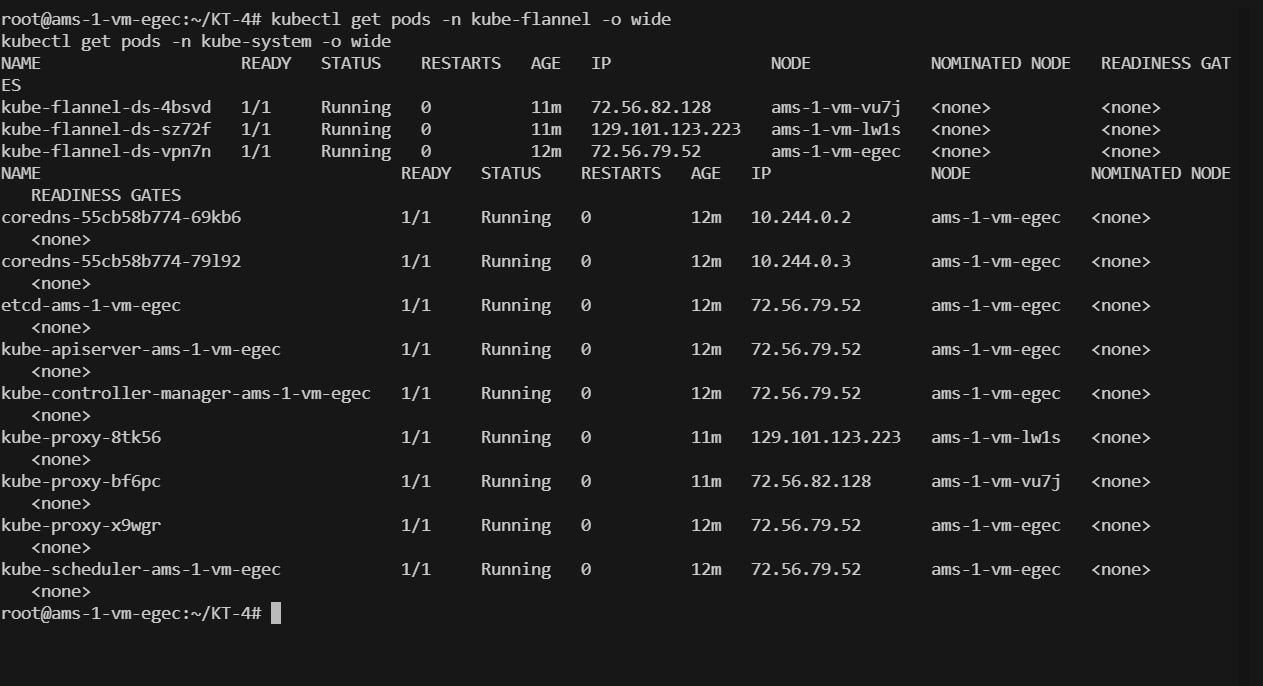 root@ams-1-vm-egec:~/KT-4# kubectl get pods -n kube-flannel -o wide
kubectl get pods -n kube-system -o wide
NAME                    READY   STATUS    RESTARTS   AGE   IP                NODE            NOMINATED NODE   READINESS GAT
ES
kube-flannel-ds-4bsvd   1/1     Running   0          11m   72.56.82.128      ams-1-vm-vu7j   <none>           <none>
kube-flannel-ds-sz72f   1/1     Running   0          11m   129.101.123.223   ams-1-vm-lw1s   <none>           <none>
kube-flannel-ds-vpn7n   1/1     Running   0          12m   72.56.79.52       ams-1-vm-egec   <none>           <none>
NAME                                    READY   STATUS    RESTARTS   AGE   IP                NODE            NOMINATED NODE
   READINESS GATES
coredns-55cb58b774-69kb6                1/1     Running   0          12m   10.244.0.2        ams-1-vm-egec   <none>
   <none>
coredns-55cb58b774-79l92                1/1     Running   0          12m   10.244.0.3        ams-1-vm-egec   <none>
   <none>
etcd-ams-1-vm-egec                      1/1     Running   0          12m   72.56.79.52       ams-1-vm-egec   <none>
   <none>
kube-apiserver-ams-1-vm-egec            1/1     Running   0          12m   72.56.79.52       ams-1-vm-egec   <none>
   <none>
kube-controller-manager-ams-1-vm-egec   1/1     Running   0          12m   72.56.79.52       ams-1-vm-egec   <none>
   <none>
kube-proxy-8tk56                        1/1     Running   0          11m   129.101.123.223   ams-1-vm-lw1s   <none>
   <none>
kube-proxy-bf6pc                        1/1     Running   0          11m   72.56.82.128      ams-1-vm-vu7j   <none>
   <none>
kube-proxy-x9wgr                        1/1     Running   0          12m   72.56.79.52       ams-1-vm-egec   <none>
   <none>
kube-scheduler-ams-1-vm-egec            1/1     Running   0          12m   72.56.79.52       ams-1-vm-egec   <none>
   <none>
root@ams-1-vm-egec:~/KT-4#